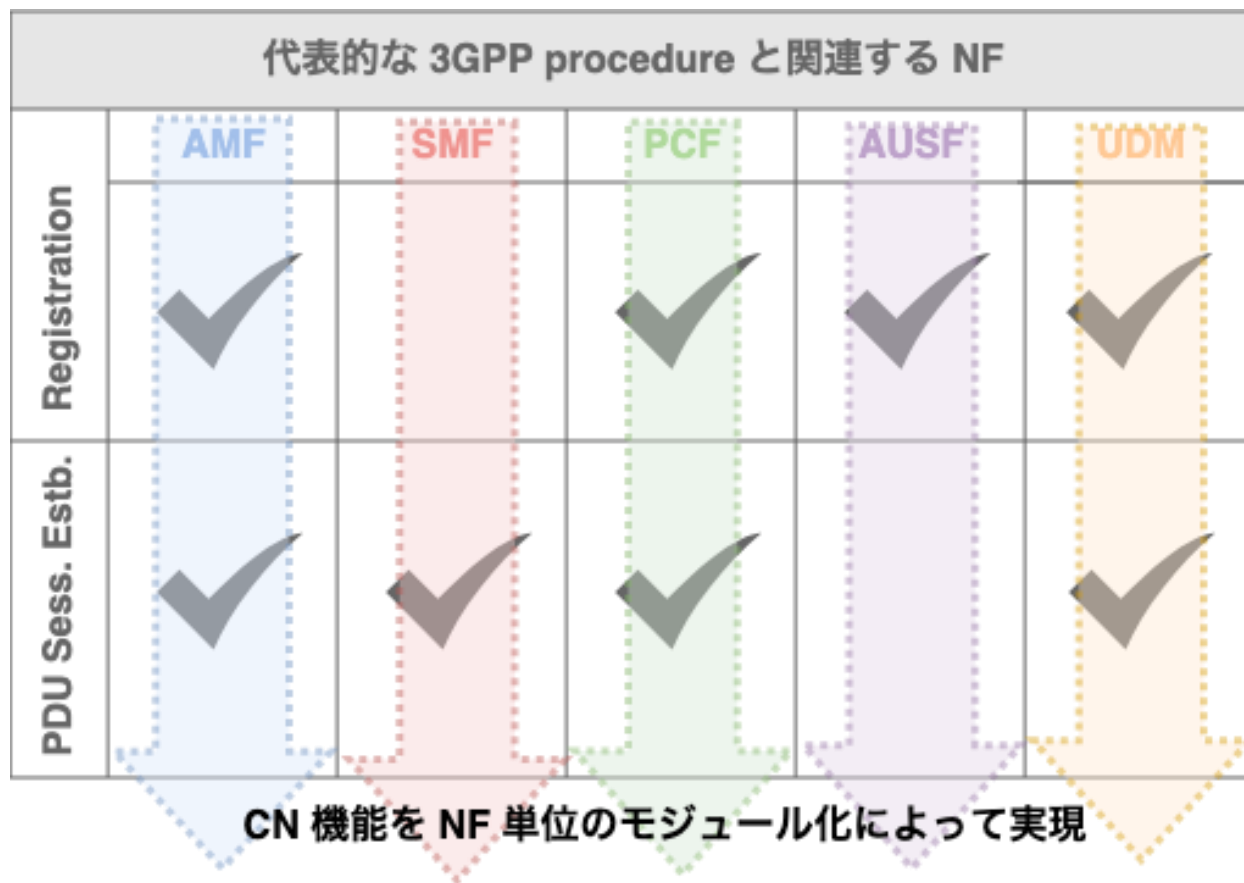 代表的な 3GPP procedure と関連する NF
AMF
SMF
PCF
AUSF
UDM
Registration
PDU Sess. Estb.
CN 機能を NF 単位のモジュール化によって実現